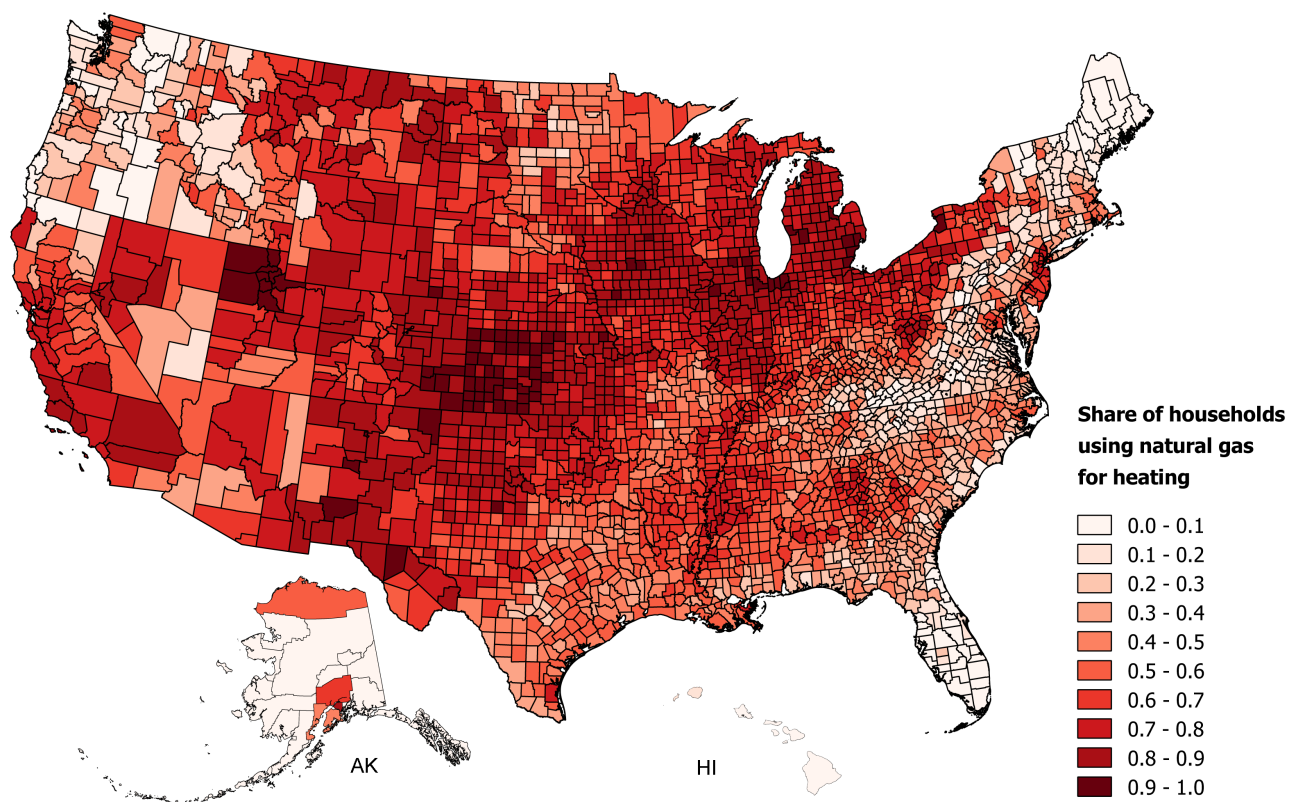 Share of households
using natural gas
for heating
0.0 - 0.1
0.1 - 0.2
0.2 - 0.3
0.3 - 0.4
0.4 - 0.5
0.5 - 0.6
0.6 - 0.7
0.7 - 0.8
0.8 - 0.9
0.9 - 1.0
AK
HI